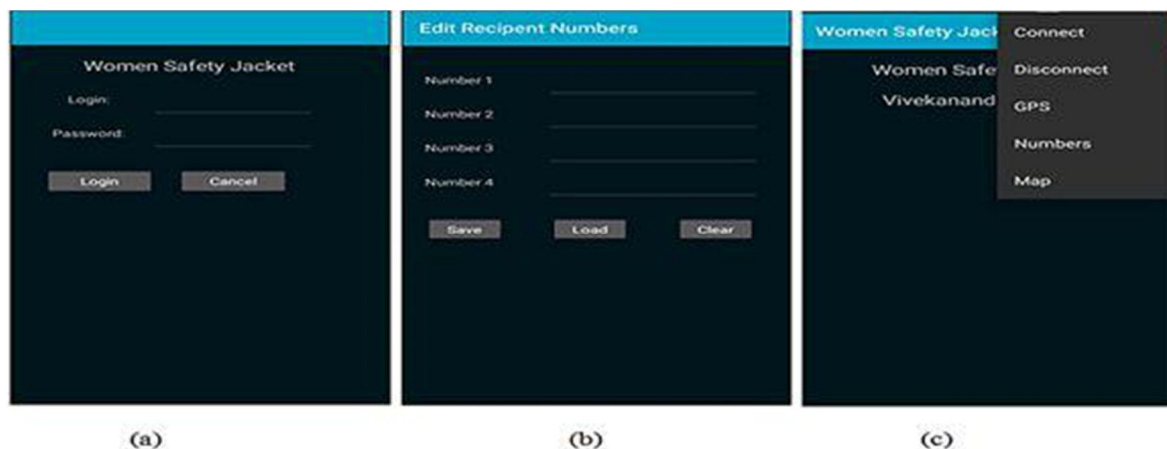 Women Safety Jacket
Login:
Password:
Login Cancel
(a)
Edit Recipent Numbers
Number 1
Number 2
Number 3
Number 4
Save Load Clear
(b)
Women Safety Jack
Women Safe
Vivekanand
Connect
Disconnect
GPS
Numbers
Map
(c)